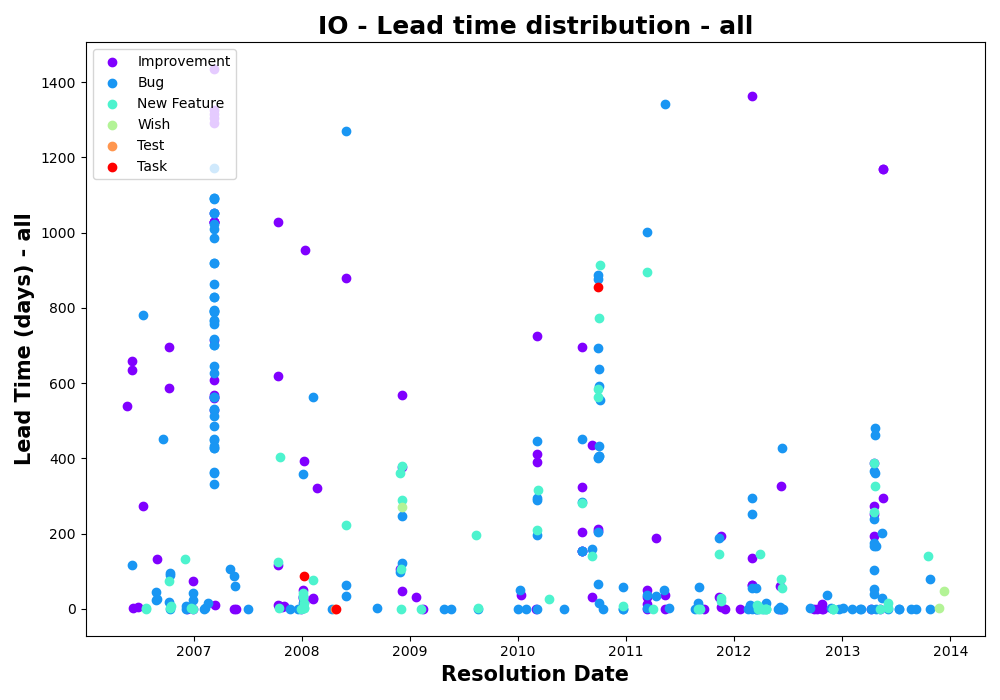 IO - Lead time distribution - all
Improvement
Bug
New Feature
Wish
Test
Task
Lead Time (days) - all
1400
1200
1000
800
600
400
200
0
2007 2008 2009 2010 2011 2012 2013 2014
Resolution Date